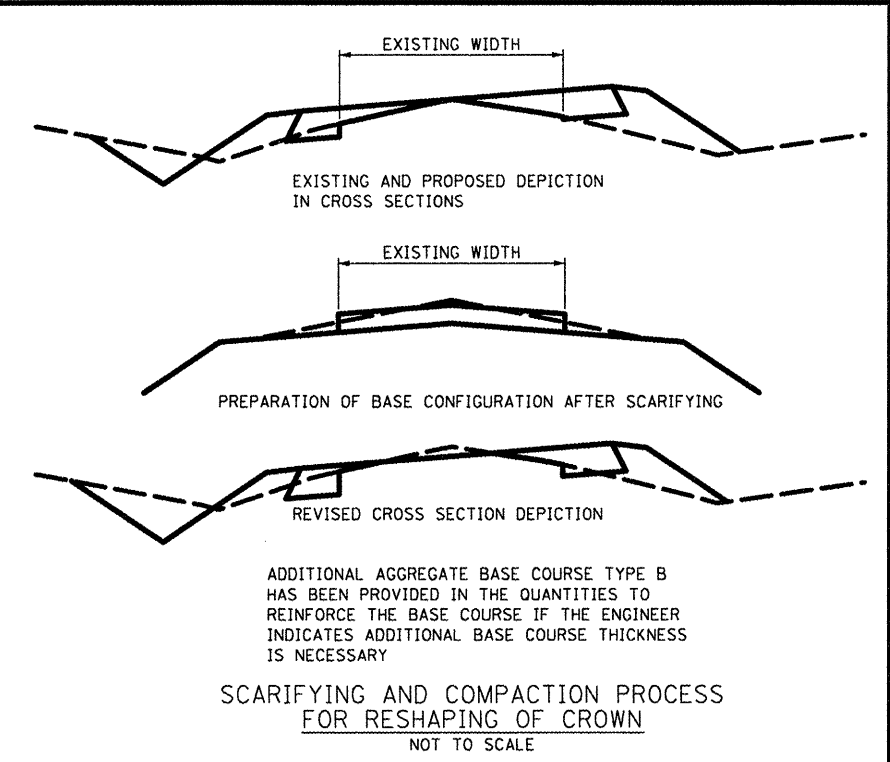 EXISTING WIDTH
EXISTING AND PROPOSED DEPICTION
IN CROSS SECTIONS
EXISTING WIDTH
PREPARATION OF BASE CONFIGURATION AFTER SCARIFYING
REVISED CROSS SECTION DEPICTION
ADDITIONAL AGGREGATE BASE COURSE TYPE B
HAS BEEN PROVIDED IN THE QUANTITIES TO
REINFORCE THE BASE COURSE IF THE ENGINEER
INDICATES ADDITIONAL BASE COURSE THICKNESS
IS NECESSARY
SCARIFYING AND COMPACTION PROCESS
FOR RESHAPING OF CROWN
NOT TO SCALE